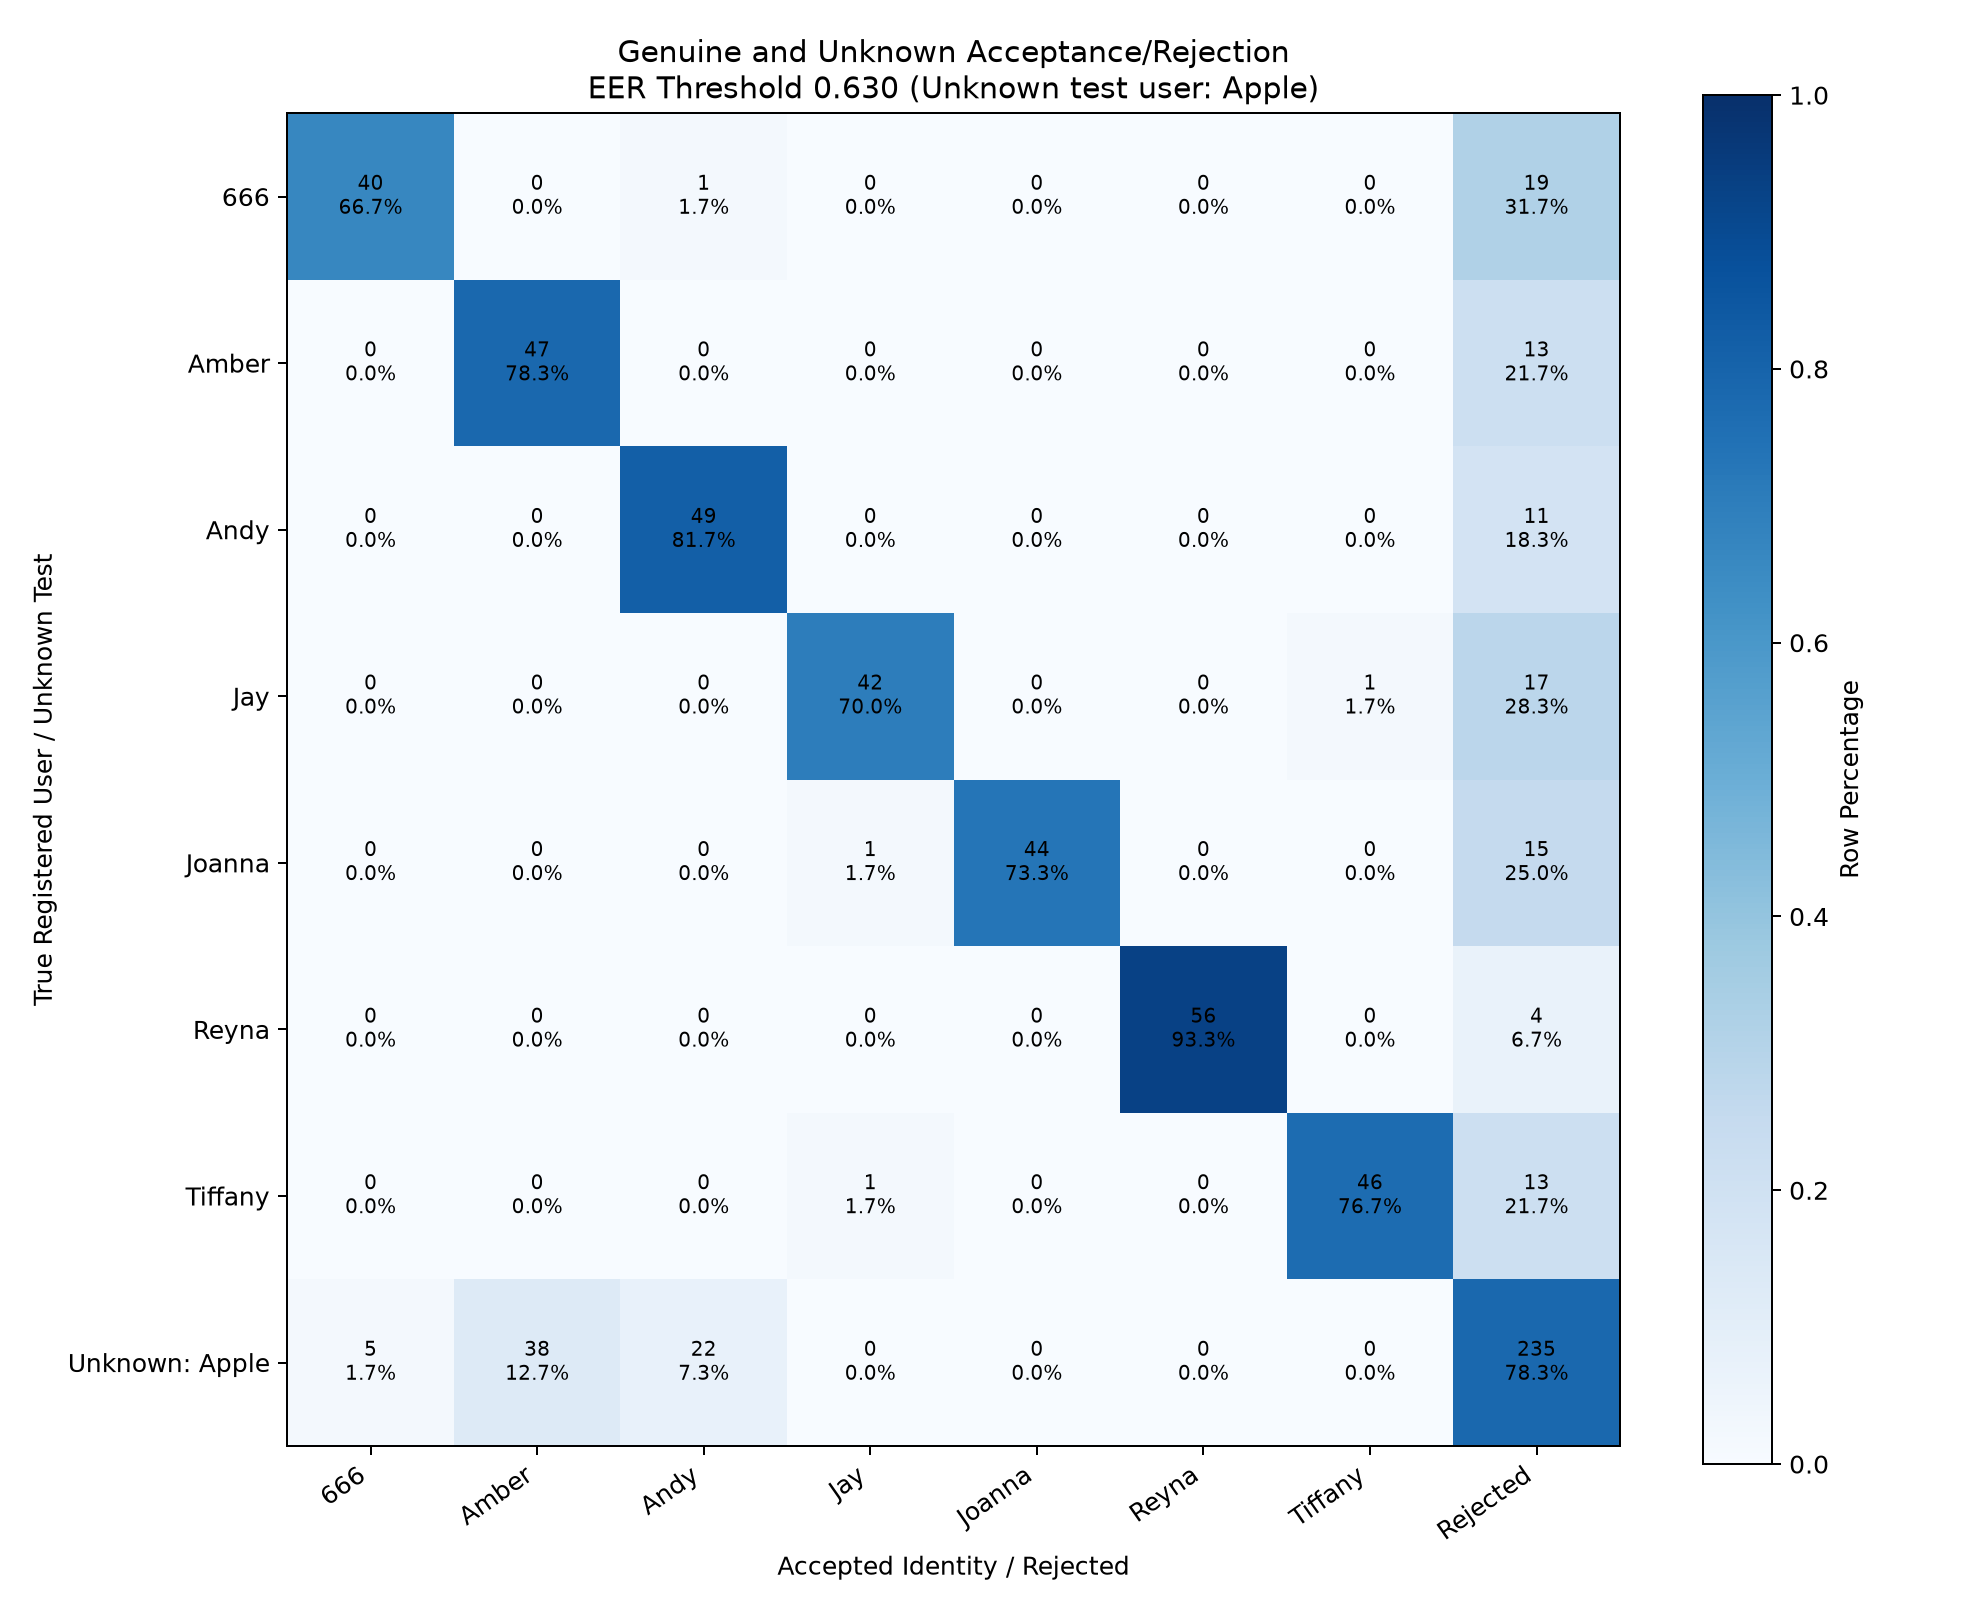 Genuine and Unknown Acceptance/Rejection
EER Threshold 0.630 (Unknown test user: Apple)
True Registered User / Unknown Test
666
40 0 1 0 0 0 0 19
66.7% 0.0% 1.7% 0.0% 0.0% 0.0% 0.0% 31.7%
Amber
0 47 0 0 0 0 0 13
0.0% 78.3% 0.0% 0.0% 0.0% 0.0% 0.0% 21.7%
Andy
0 0 49 0 0 0 0 11
0.0% 0.0% 81.7% 0.0% 0.0% 0.0% 0.0% 18.3%
Jay
0 0 0 42 0 0 1 17
0.0% 0.0% 0.0% 70.0% 0.0% 0.0% 1.7% 28.3%
Joanna
0 0 0 1 44 0 0 15
0.0% 0.0% 0.0% 1.7% 73.3% 0.0% 0.0% 25.0%
Reyna
0 0 0 0 0 56 0 4
0.0% 0.0% 0.0% 0.0% 0.0% 93.3% 0.0% 6.7%
Tiffany
0 0 0 1 0 0 46 13
0.0% 0.0% 0.0% 1.7% 0.0% 0.0% 76.7% 21.7%
Unknown: Apple
5 38 22 0 0 0 0 235
1.7% 12.7% 7.3% 0.0% 0.0% 0.0% 0.0% 78.3%
666 Amber Andy Jay Joanna Reyna Tiffany Rejected
Accepted Identity / Rejected
1.0
0.8
0.6
0.4
0.2
0.0
Row Percentage